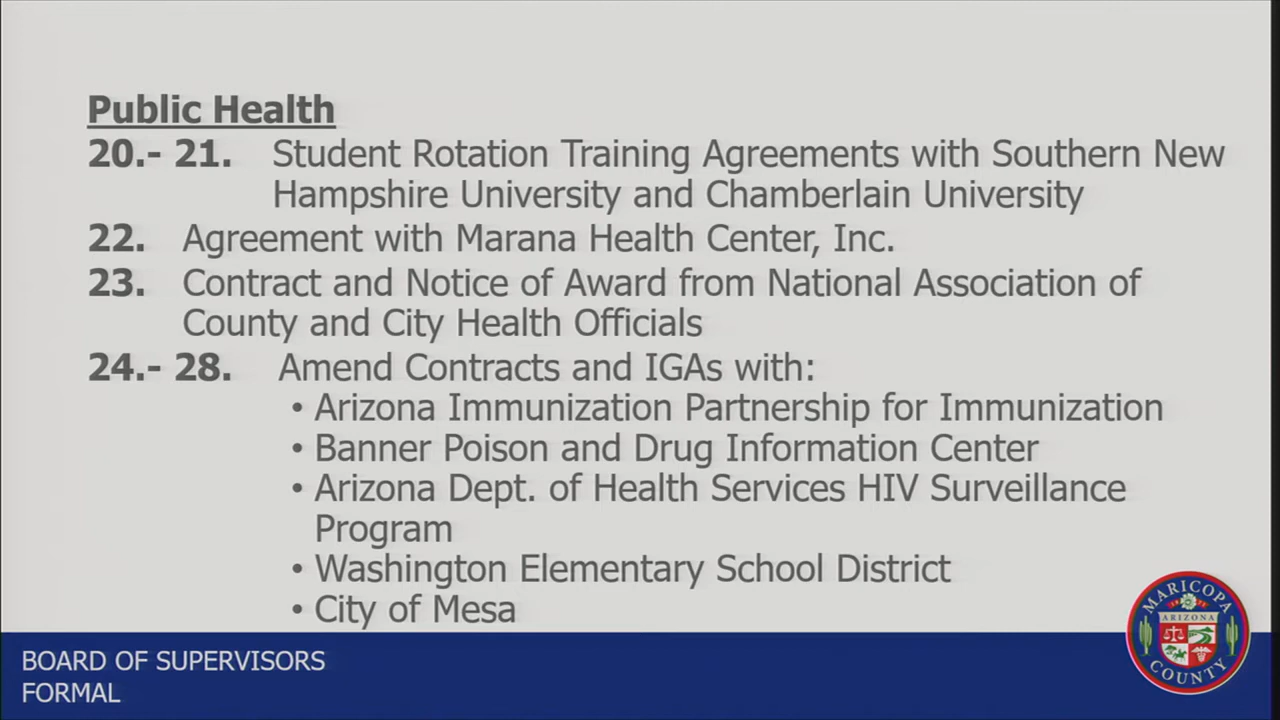 Public Health
20.- 21. Student Rotation Training Agreements with Southern New
Hampshire University and Chamberlain University
22. Agreement with Marana Health Center, Inc.
23. Contract and Notice of Award from National Association of
County and City Health Officials
24.- 28. Amend Contracts and IGAs with:
• Arizona Immunization Partnership for Immunization
• Banner Poison and Drug Information Center
• Arizona Dept. of Health Services HIV Surveillance
Program
• Washington Elementary School District
• City of Mesa
BOARD OF SUPERVISORS
FORMAL
MARICOPA
ARIZONA
COUNTY